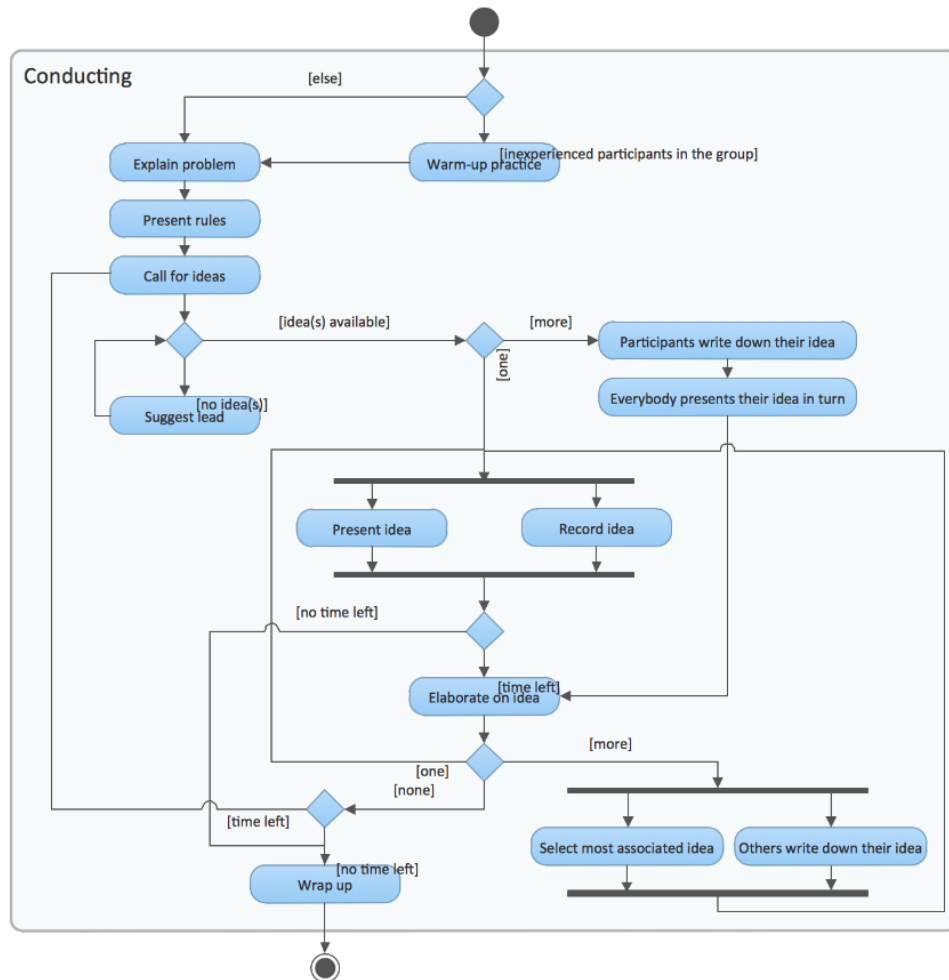 Conducting
[else]
[inexperienced participants in the group]
Explain problem
Warm-up practice
Present rules
Call for ideas
[idea(s) available]
[more]
[one]
Participants write down their idea
Everybody presents their idea in turn
[no idea(s)]
Suggest lead
Present idea
Record idea
[no time left]
[time left]
Elaborate on idea
[more]
[one]
[none]
[time left]
Select most associated idea
Others write down their idea
[no time left]
Wrap up